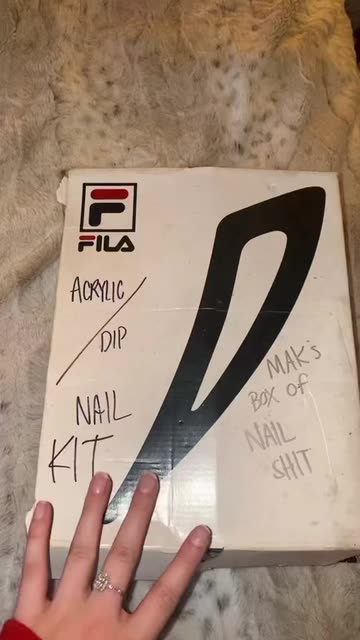 FILA
ACRYLIC/
DIP
NAIL
KIT
MAK's
BOX OF
NAIL
SHIT